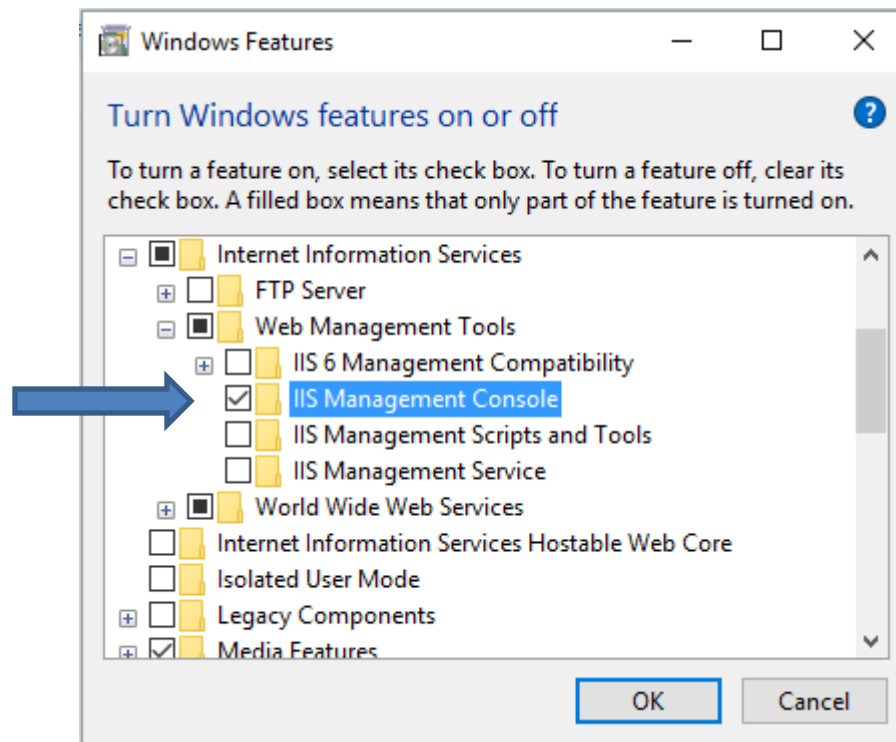 Windows Features
Turn Windows features on or off
?
To turn a feature on, select its check box. To turn a feature off, clear its
check box. A filled box means that only part of the feature is turned on.
Internet Information Services
FTP Server
Web Management Tools
IIS 6 Management Compatibility
IIS Management Console
IIS Management Scripts and Tools
IIS Management Service
World Wide Web Services
Internet Information Services Hostable Web Core
Isolated User Mode
Legacy Components
Media Features
OK Cancel